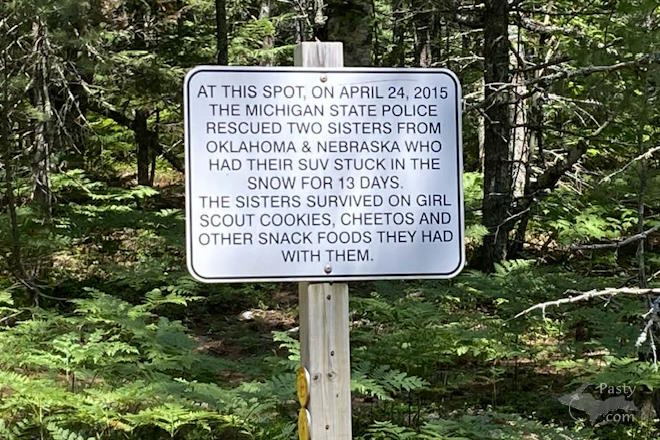 AT THIS SPOT, ON APRIL 24, 2015
THE MICHIGAN STATE POLICE
RESCUED TWO SISTERS FROM
OKLAHOMA & NEBRASKA WHO
HAD THEIR SUV STUCK IN THE
SNOW FOR 13 DAYS.
THE SISTERS SURVIVED ON GIRL
SCOUT COOKIES, CHEETOS AND
OTHER SNACK FOODS THEY HAD
WITH THEM.
Pasty
.com